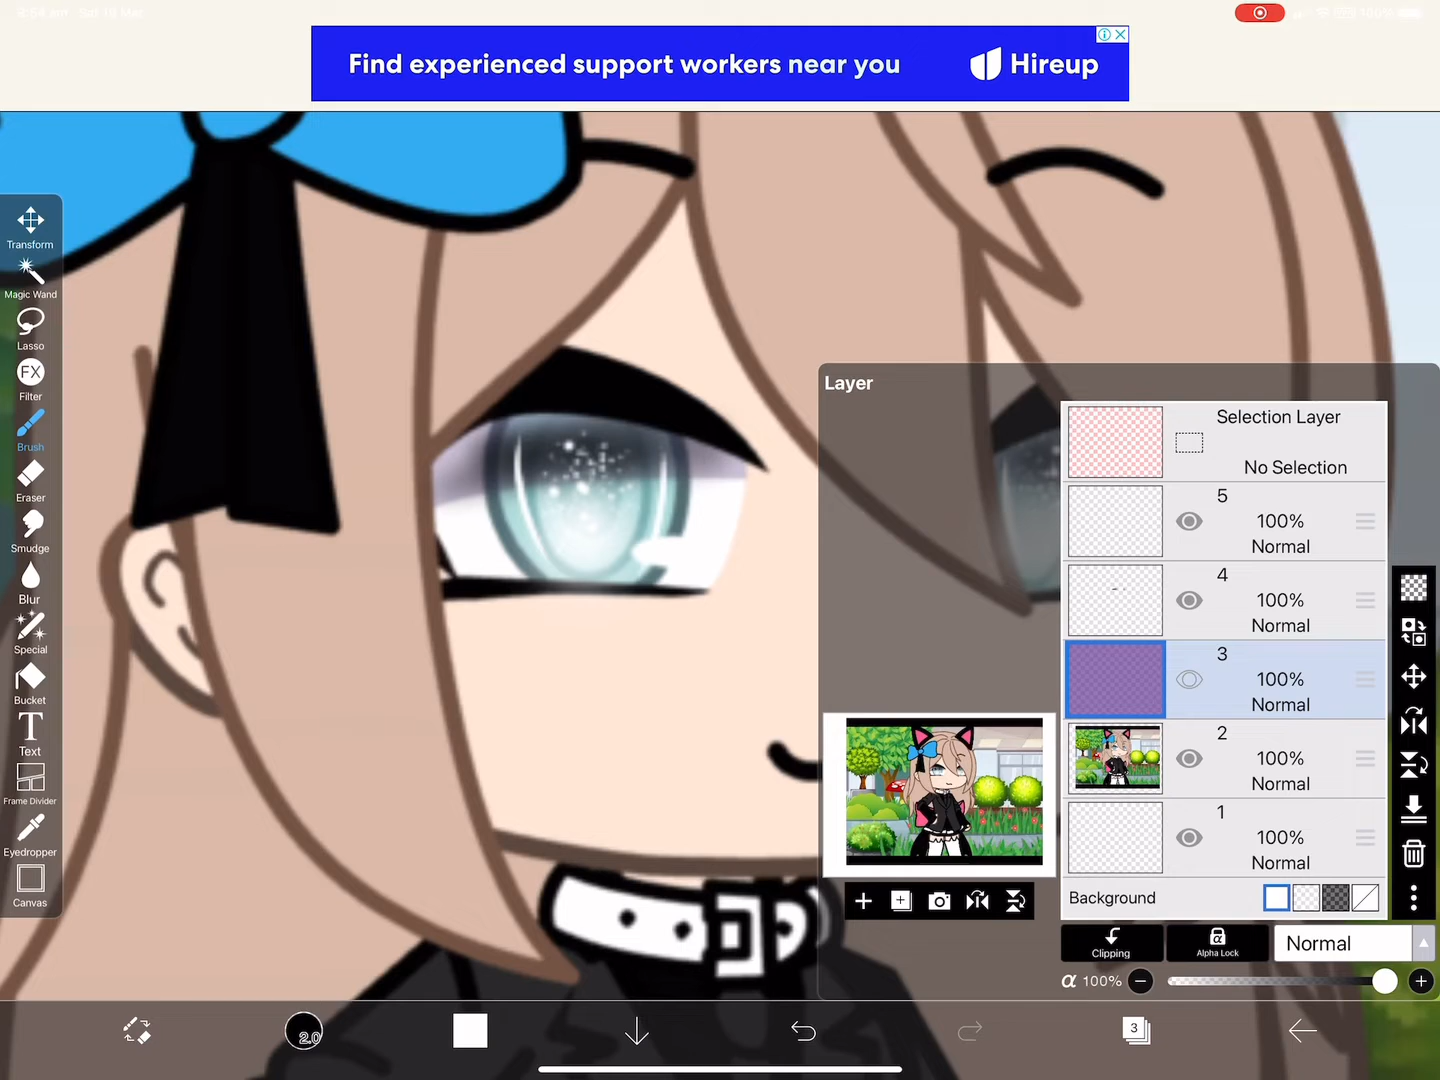 Find experienced support workers near you
Hireup
Transform
Magic Wand
Lasso
FX
Filter
Brush
Eraser
Smudge
Blur
Special
Bucket
T
Text
Frame Divider
Eyedropper
Canvas
Layer
Selection Layer
No Selection
5
100%
Normal
4
100%
Normal
3
100%
Normal
2
100%
Normal
1
100%
Normal
Background
Clipping
Alpha Lock
Normal
α 100%
2.0
3